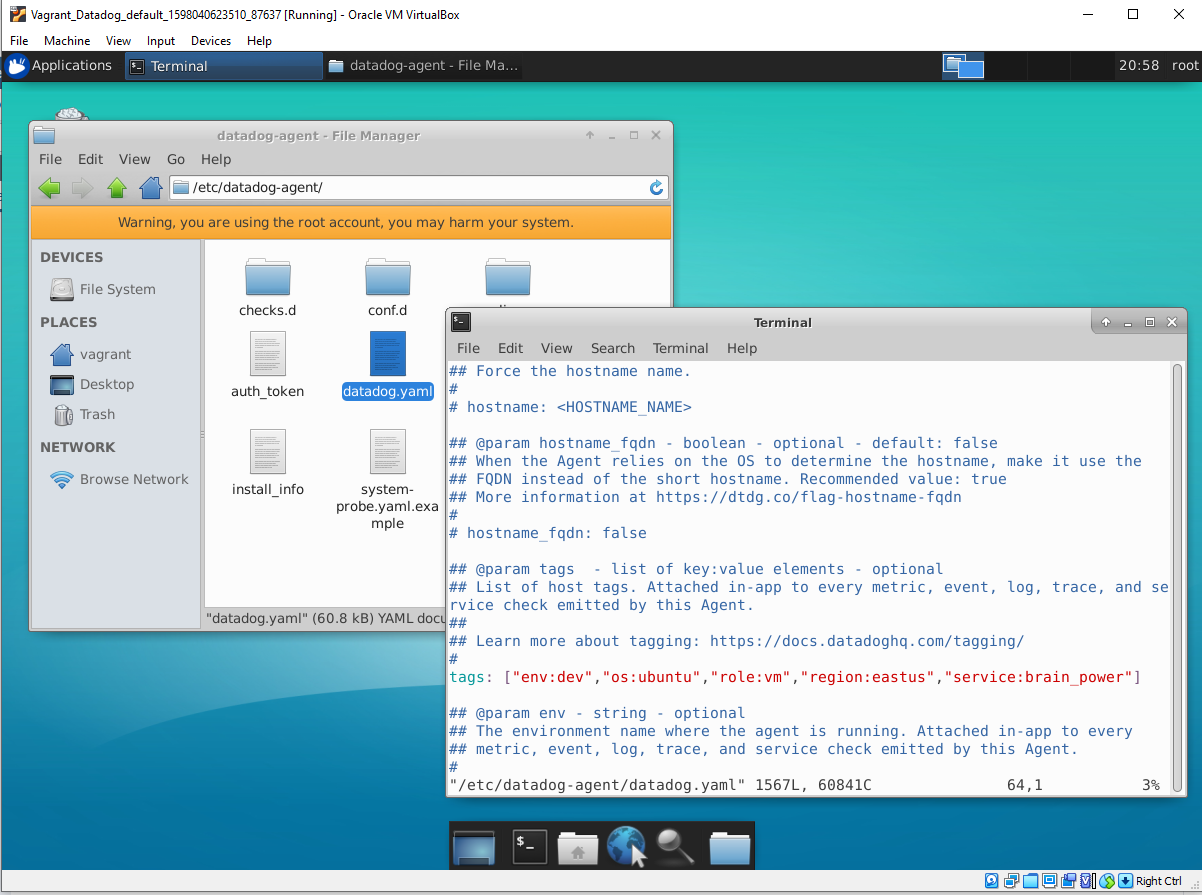 Vagrant_Datadog_default_1598040623510_87637 [Running] - Oracle VM VirtualBox
File Machine View Input Devices Help
Applications Terminal datadog-agent - File Ma... 20:58 root
datadog-agent - File Manager
File Edit View Go Help
/etc/datadog-agent/
Warning, you are using the root account, you may harm your system.
DEVICES
File System
PLACES
vagrant
Desktop
Trash
NETWORK
Browse Network
checks.d conf.d
auth_token datadog.yaml
install_info system-
probe.yaml.exa
mple
"datadog.yaml" (60.8 kB) YAML docu
Terminal
File Edit View Search Terminal Help
## Force the hostname name.
#
# hostname: <HOSTNAME_NAME>
## @param hostname_fqdn - boolean - optional - default: false
## When the Agent relies on the OS to determine the hostname, make it use the
## FQDN instead of the short hostname. Recommended value: true
## More information at https://dtdg.co/flag-hostname-fqdn
#
# hostname_fqdn: false
## @param tags  - list of key:value elements - optional
## List of host tags. Attached in-app to every metric, event, log, trace, and se
rvice check emitted by this Agent.
##
## Learn more about tagging: https://docs.datadoghq.com/tagging/
#
tags: ["env:dev","os:ubuntu","role:vm","region:eastus","service:brain_power"]
## @param env - string - optional
## The environment name where the agent is running. Attached in-app to every
## metric, event, log, trace, and service check emitted by this Agent.
#
"/etc/datadog-agent/datadog.yaml" 1567L, 60841C 64,1 3%
Right Ctrl